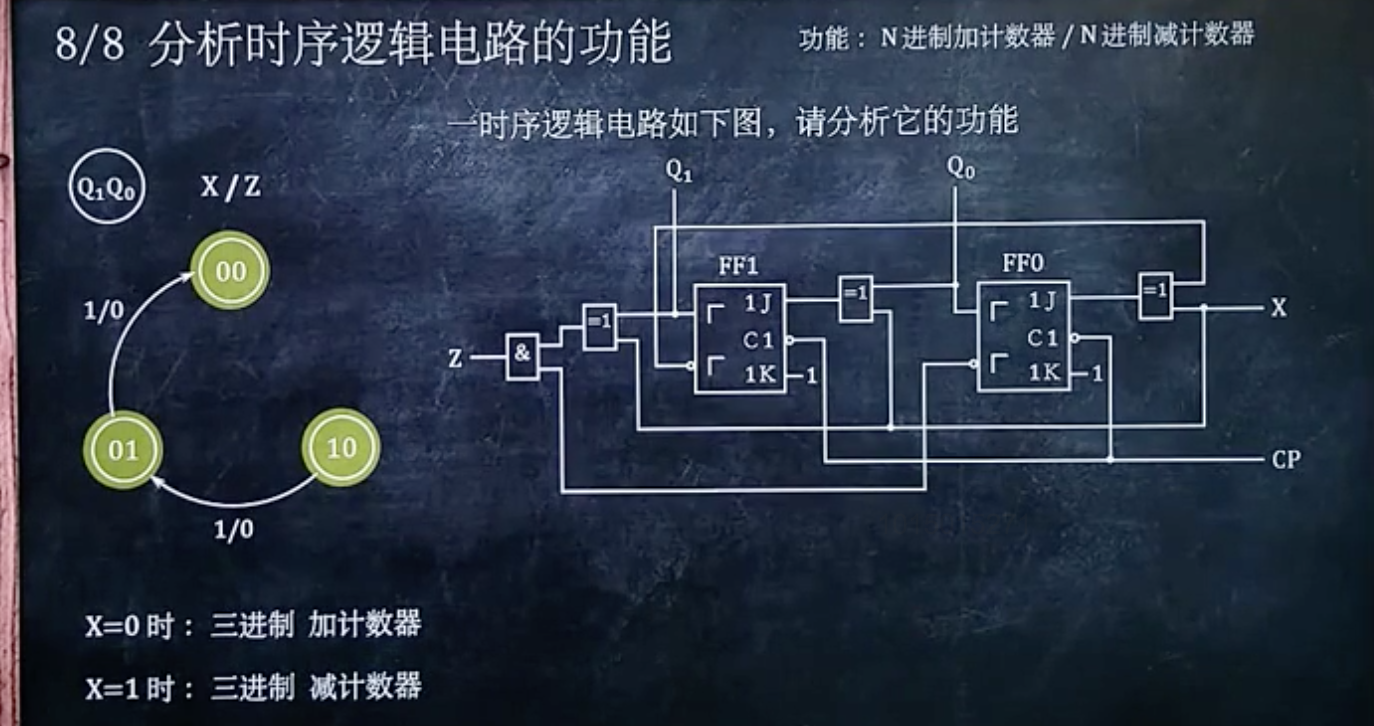 8/8 分析时序逻辑电路的功能
功能：N进制加计数器/N进制减计数器
一时序逻辑电路如下图，请分析它的功能
Q₁Q₀ X/Z
00
1/0
01
10
1/0
Q₁
Q₀
FF1
FF0
1J
C1
1K
1
=1
1J
C1
1K
1
=1
X
=1
&
Z
CP
X=0时：三进制 加计数器
X=1时：三进制 减计数器